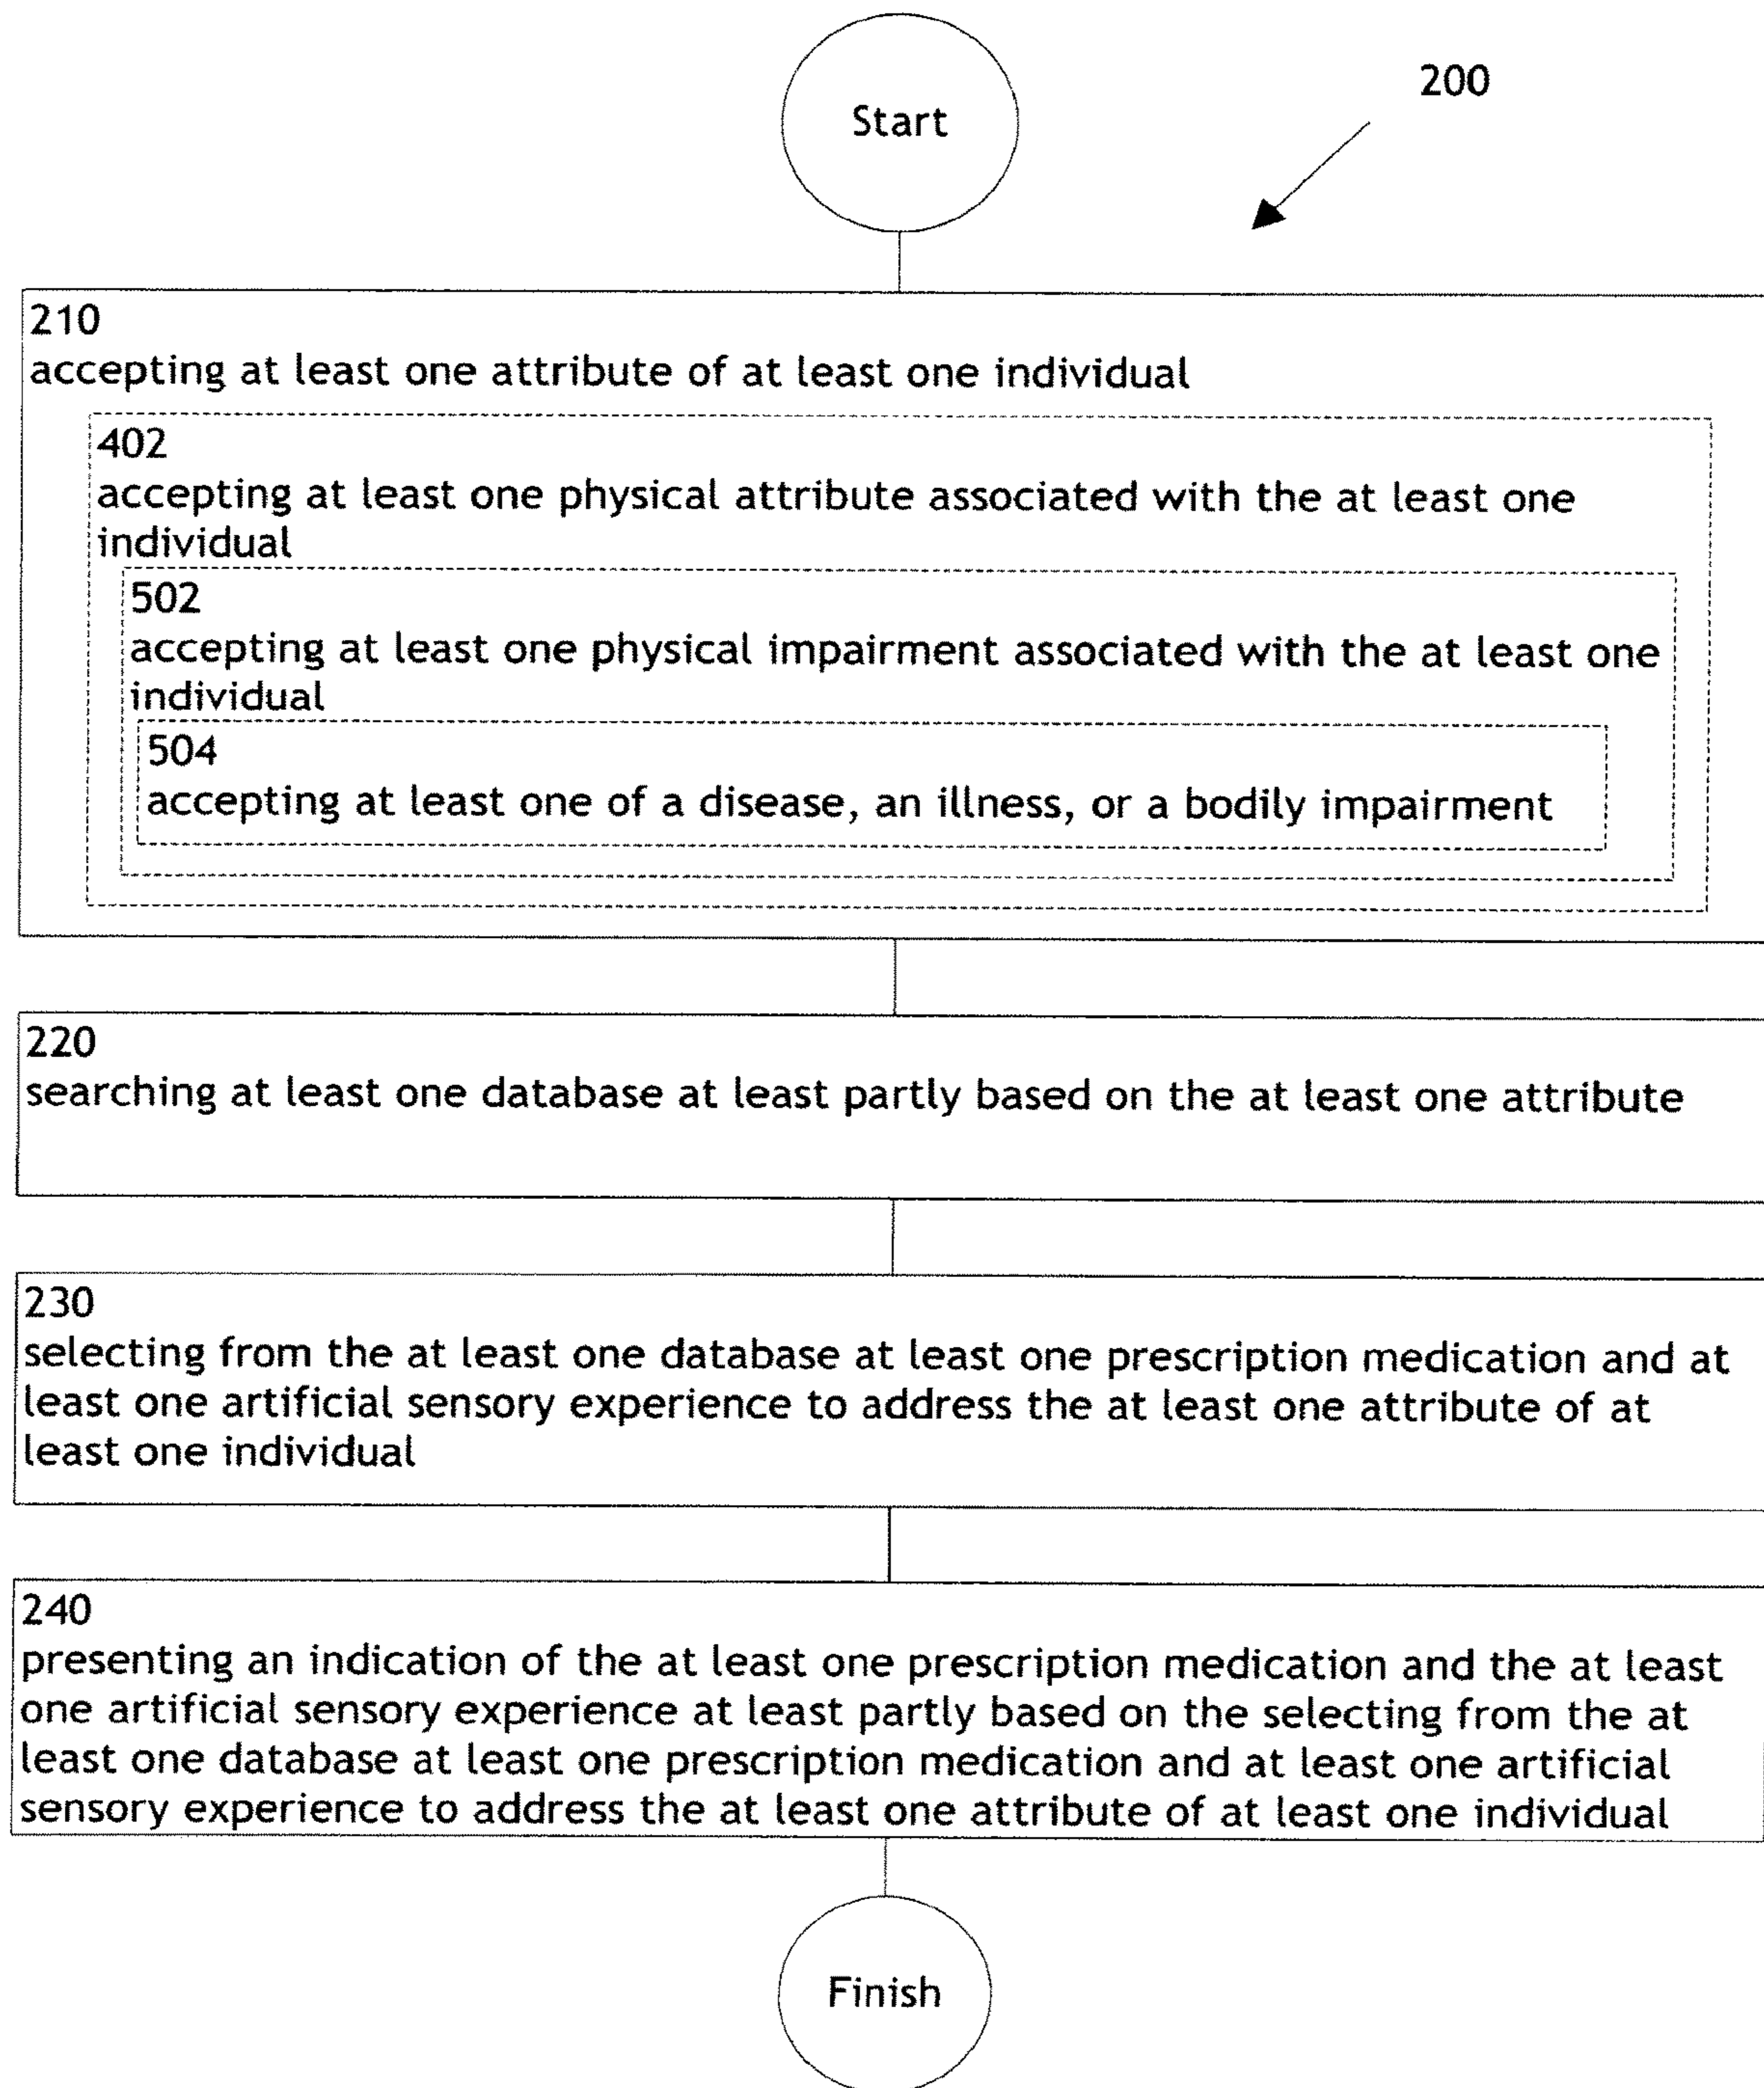 Start
200
210
accepting at least one attribute of at least one individual
402
accepting at least one physical attribute associated with the at least one
individual
502
accepting at least one physical impairment associated with the at least one
individual
504
accepting at least one of a disease, an illness, or a bodily impairment
220
searching at least one database at least partly based on the at least one attribute
230
selecting from the at least one database at least one prescription medication and at
least one artificial sensory experience to address the at least one attribute of at
least one individual
240
presenting an indication of the at least one prescription medication and the at least
one artificial sensory experience at least partly based on the selecting from the at
least one database at least one prescription medication and at least one artificial
sensory experience to address the at least one attribute of at least one individual
Finish